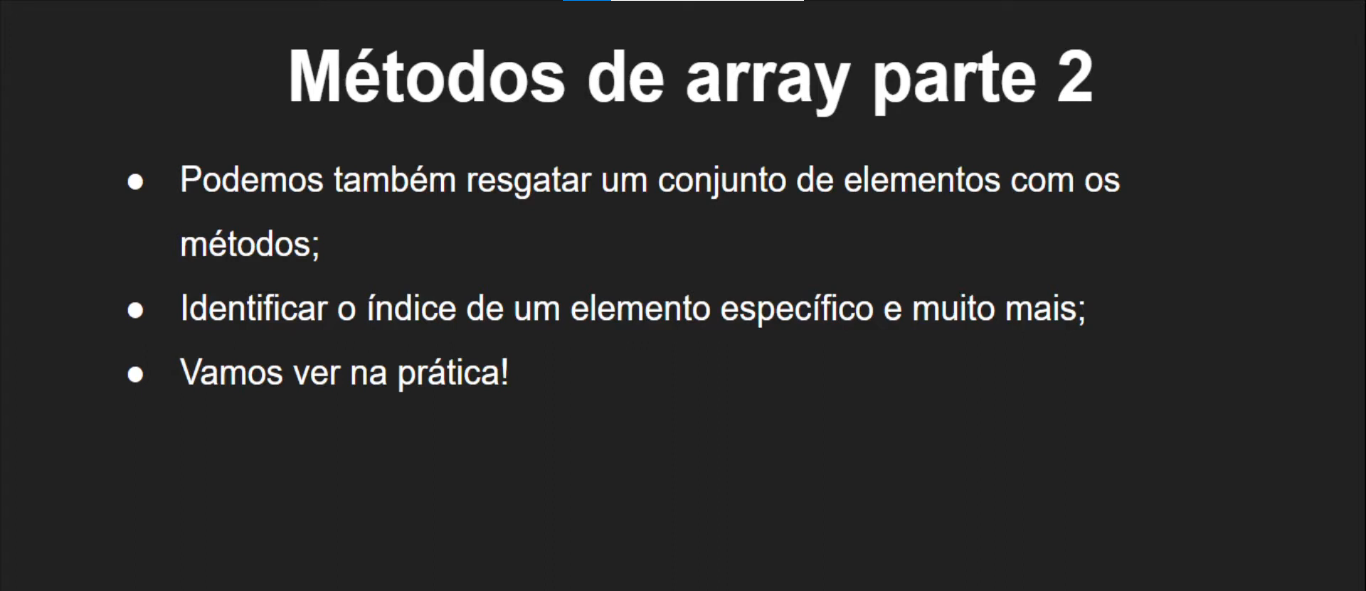 Métodos de array parte 2
● Podemos também resgatar um conjunto de elementos com os
métodos;
● Identificar o índice de um elemento específico e muito mais;
● Vamos ver na prática!